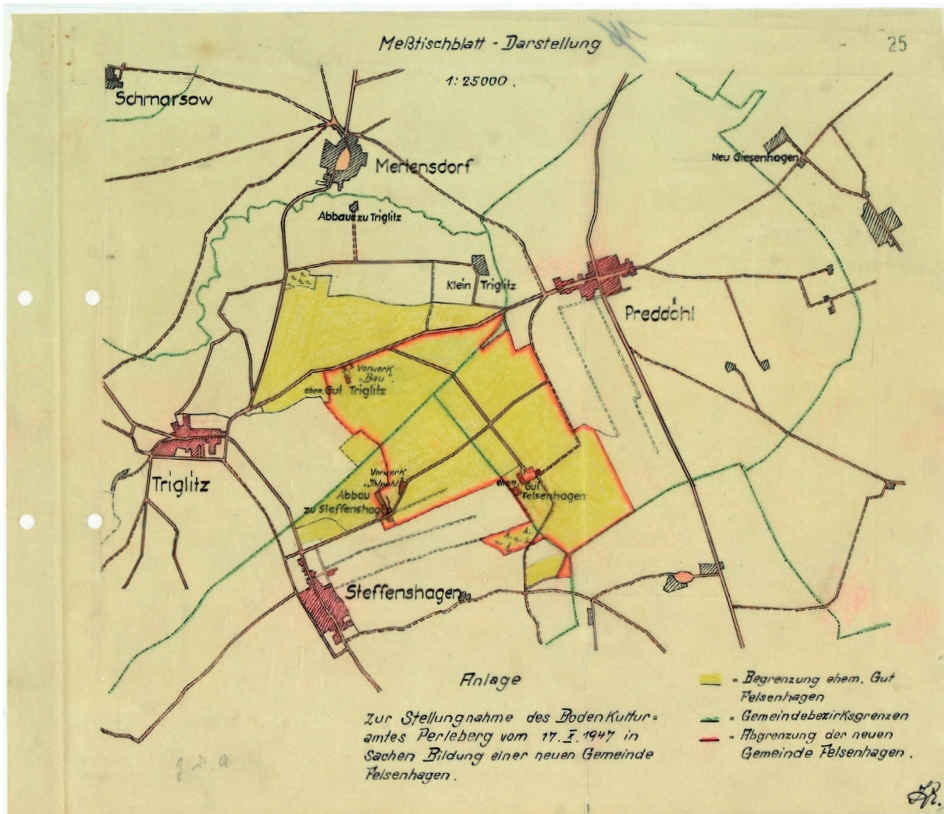 Meßtischblatt - Darstellung
25
1:25000.
Schmarsow
Mertensdorf
Neu Giesenhagen
Abbaue zu Triglitz
Klein Triglitz
Preddöhl
Vorwerk
"Bau"
ehem. Gut Triglitz
Triglitz
Vorwerk
Abbau
zu Steffenshagen
ehem. Gut
Felsenhagen
Steffenshagen
Anlage
zur Stellungnahme des Bodenkultur=
amtes Perleberg vom 17. X. 1947 in
Sachen Bildung einer neuen Gemeinde
Felsenhagen.
= Begrenzung ehem. Gut
Felsenhagen
= Gemeindebezirksgrenzen
= Abgrenzung der neuen
Gemeinde Felsenhagen.